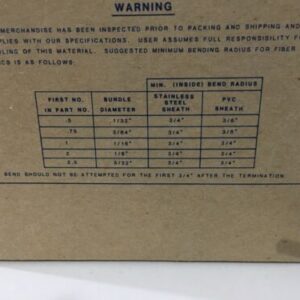 WARNING
MERCHANDISE HAS BEEN INSPECTED PRIOR TO PACKING AND SHIPPING AND
PLIES WITH OUR SPECIFICATIONS. USER ASSUMES FULL RESPONSIBILITY F
LING OF THIS MATERIAL. SUGGESTED MINIMUM BENDING RADIUS FOR FIBER
CS IS AS FOLLOWS:
MIN. (INSIDE) BEND RADIUS
FIRST NO. IN PART NO. BUNDLE DIAMETER STAINLESS STEEL SHEATH PVC SHEATH
.5 1/32" 3/4" 3/8"
.75 3/64" 3/4" 3/8"
1 1/16" 3/4" 3/4"
2 1/8" 3/4" 3/4"
2.5 5/32" 3/4" 3/4"
BEND SHOULD NOT BE ATTEMPTED FOR THE FIRST 3/4" AFTER THE TERMINATION